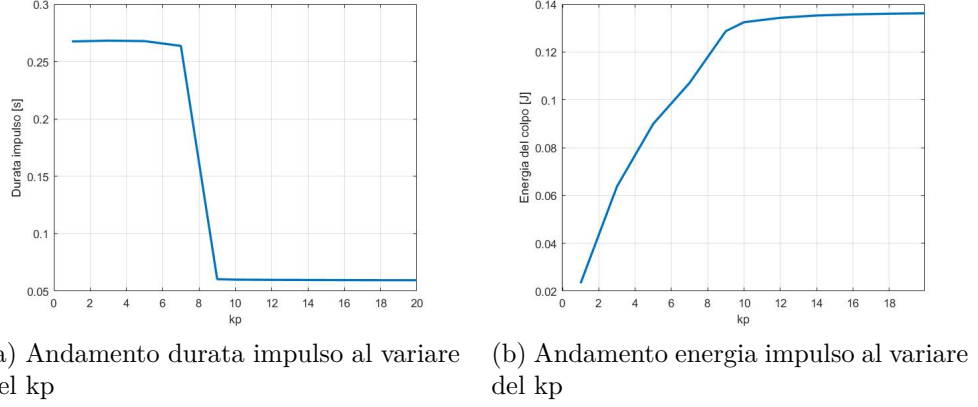 0.3
0.25
0.2
0.15
0.1
0.05
Durata impulso [s]
0 2 4 6 8 10 12 14 16 18 20
kp
0.14
0.12
0.1
0.08
0.06
0.04
0.02
Energia del colpo [J]
0 2 4 6 8 10 12 14 16 18
kp
) Andamento durata impulso al variare
el kp
(b) Andamento energia impulso al variare
del kp